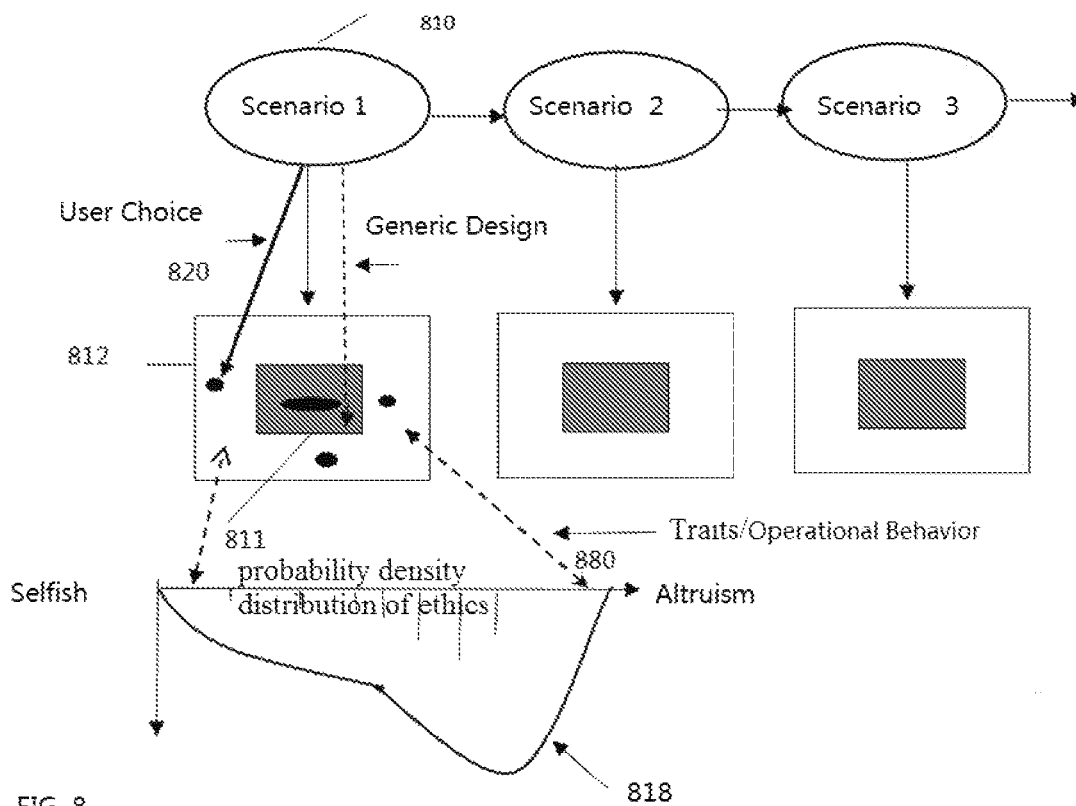 810
Scenario 1
Scenario 2
Scenario 3
User Choice
Generic Design
820
812
811
Traits/Operational Behavior
880
probability density
distribution of ethics
Selfish
Altruism
818
FIG. 8